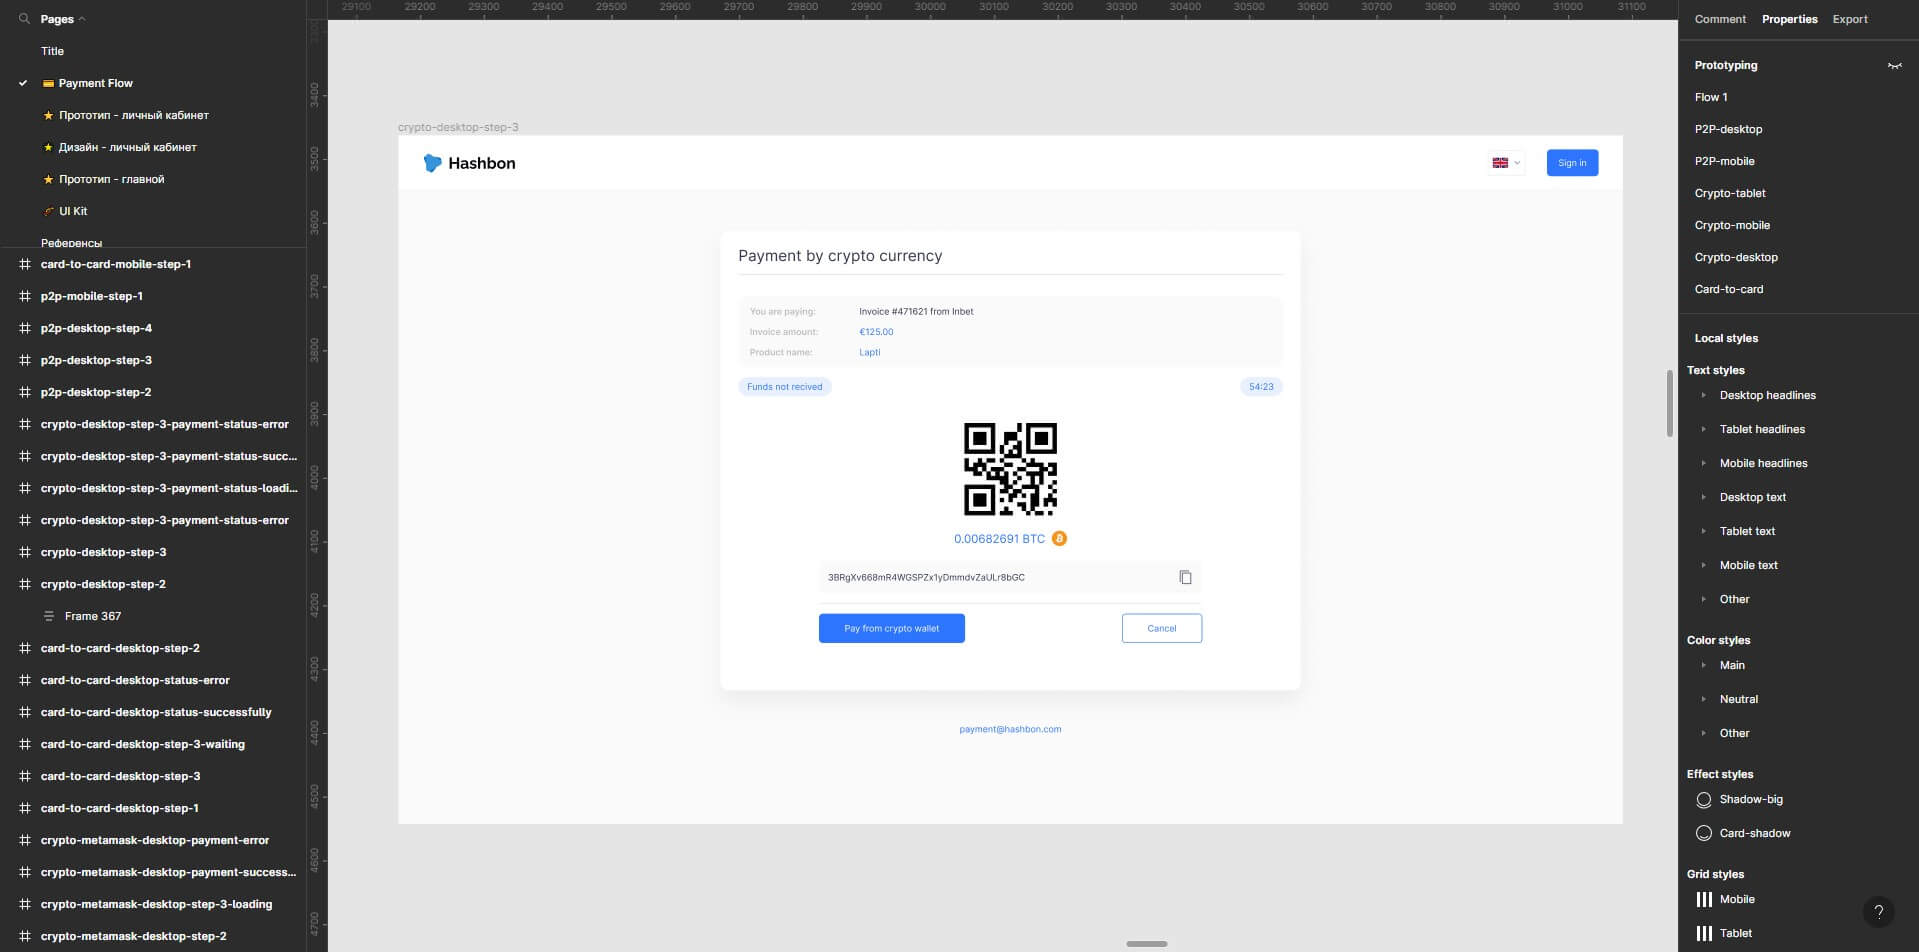 Pages
Title
Payment Flow
Прототип - личный кабинет
Дизайн - личный кабинет
Прототип - главной
UI Kit
Референсы
card-to-card-mobile-step-1
p2p-mobile-step-1
p2p-desktop-step-4
p2p-desktop-step-3
p2p-desktop-step-2
crypto-desktop-step-3-payment-status-error
crypto-desktop-step-3-payment-status-succ...
crypto-desktop-step-3-payment-status-loadi...
crypto-desktop-step-3-payment-status-error
crypto-desktop-step-3
crypto-desktop-step-2
Frame 367
card-to-card-desktop-step-2
card-to-card-desktop-status-error
card-to-card-desktop-status-successfully
card-to-card-desktop-step-3-waiting
card-to-card-desktop-step-3
card-to-card-desktop-step-1
crypto-metamask-desktop-payment-error
crypto-metamask-desktop-payment-success...
crypto-metamask-desktop-step-3-loading
crypto-metamask-desktop-step-2
29100 29200 29300 29400 29500 29600 29700 29800 29900 30000 30100 30200 30300 30400 30500 30600 30700 30800 30900 31000 31100
3300
3400
3500
3600
3700
3800
3900
4000
4100
4200
4300
4400
4500
4600
4700
crypto-desktop-step-3
Hashbon
Sign in
Payment by crypto currency
You are paying: Invoice #471621 from Inbet
Invoice amount: €125.00
Product name: Lapti
Funds not recived 54:23
0.00682691 BTC
3BRgXv668mR4WGSPZx1yDmmdvZaULr8bGC
Pay from crypto wallet Cancel
payment@hashbon.com
Comment Properties Export
Prototyping
Flow 1
P2P-desktop
P2P-mobile
Crypto-tablet
Crypto-mobile
Crypto-desktop
Card-to-card
Local styles
Text styles
Desktop headlines
Tablet headlines
Mobile headlines
Desktop text
Tablet text
Mobile text
Other
Color styles
Main
Neutral
Other
Effect styles
Shadow-big
Card-shadow
Grid styles
Mobile
Tablet
?